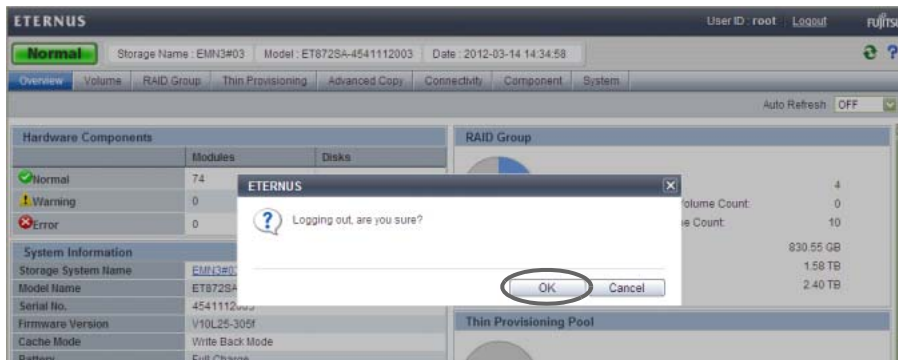 ETERNUS User ID : root Logout FUJITSU
Normal Storage Name : EMN3#03 Model : ET872SA-4541112003 Date : 2012-03-14 14:34:58 ?
Overview Volume RAID Group Thin Provisioning Advanced Copy Connectivity Component System
Auto Refresh OFF
Hardware Components
Modules Disks
Normal 74
Warning 0
Error 0
System Information
Storage System Name EMN3#03
Model Name ET872SA
Serial No. 4541112003
Firmware Version V10L25-305f
Cache Mode Write Back Mode
Battery Full Charge
ETERNUS
Logging out, are you sure?
OK Cancel
RAID Group
4
Volume Count: 0
Count: 10
830.55 GB
1.58 TB
2.40 TB
Thin Provisioning Pool